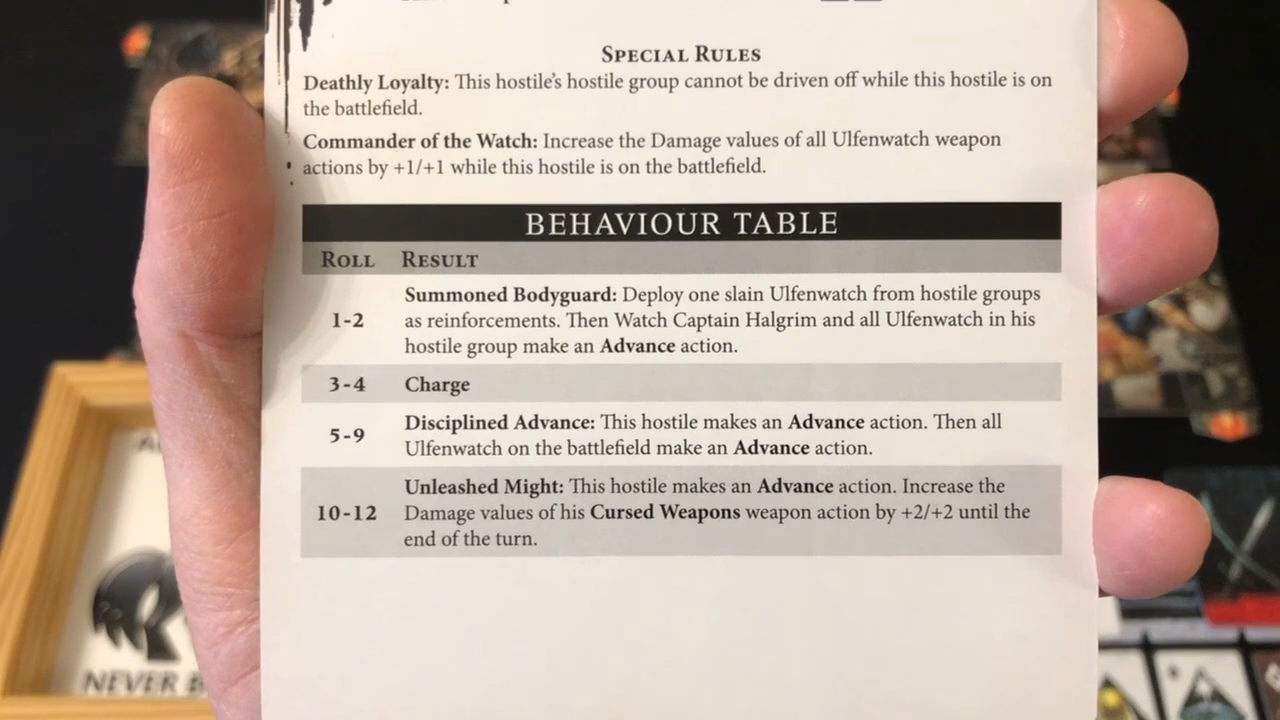 SPECIAL RULES
Deathly Loyalty: This hostile's hostile group cannot be driven off while this hostile is on
the battlefield.
Commander of the Watch: Increase the Damage values of all Ulfenwatch weapon
actions by +1/+1 while this hostile is on the battlefield.
BEHAVIOUR TABLE
ROLL RESULT
1-2 Summoned Bodyguard: Deploy one slain Ulfenwatch from hostile groups
as reinforcements. Then Watch Captain Halgrim and all Ulfenwatch in his
hostile group make an Advance action.
3-4 Charge
5-9 Disciplined Advance: This hostile makes an Advance action. Then all
Ulfenwatch on the battlefield make an Advance action.
10-12 Unleashed Might: This hostile makes an Advance action. Increase the
Damage values of his Cursed Weapons weapon action by +2/+2 until the
end of the turn.
NEVER